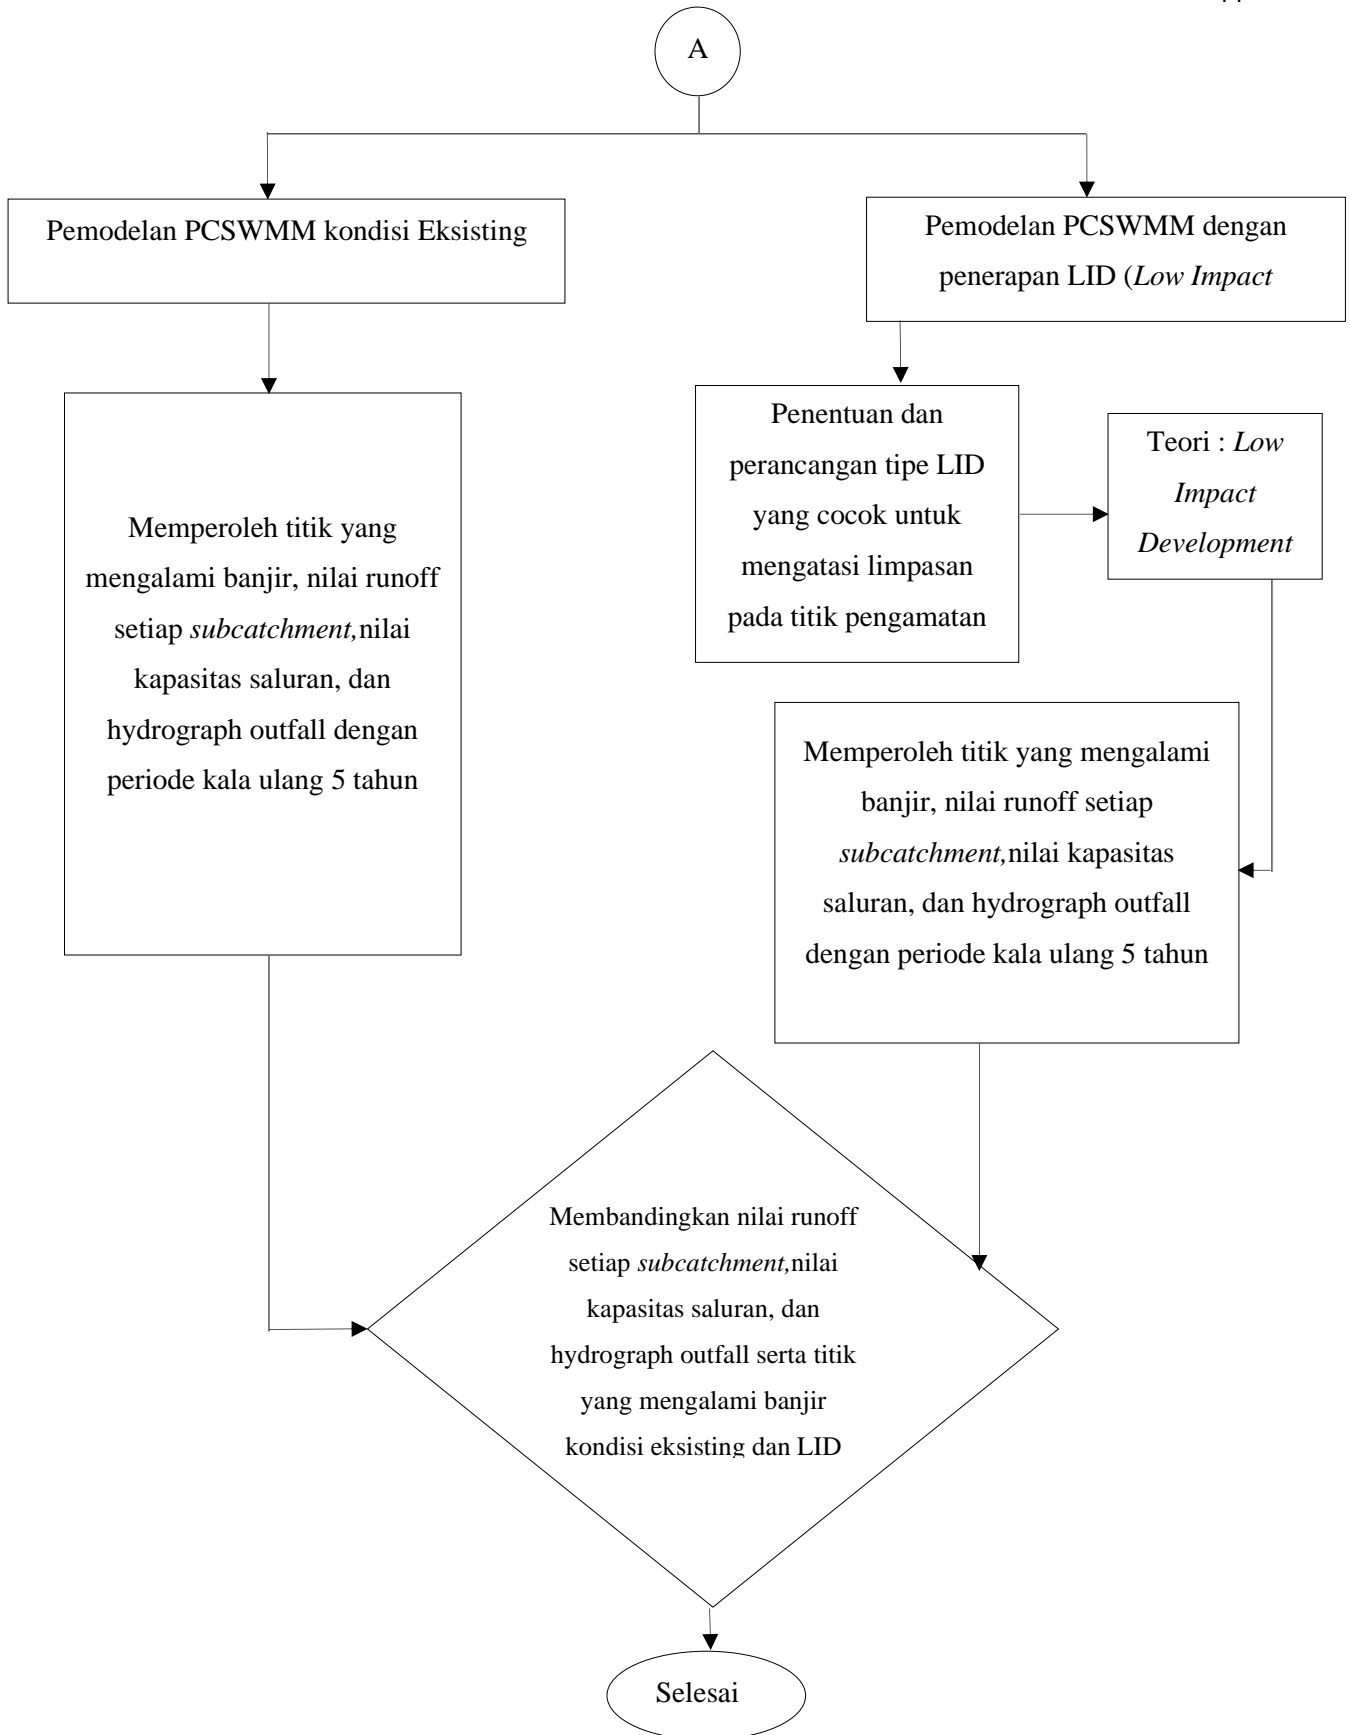 A
Pemodelan PCSWMM kondisi Eksisting
Pemodelan PCSWMM dengan
penerapan LID (Low Impact
Memperoleh titik yang
mengalami banjir, nilai runoff
setiap subcatchment,nilai
kapasitas saluran, dan
hydrograph outfall dengan
periode kala ulang 5 tahun
Penentuan dan
perancangan tipe LID
yang cocok untuk
mengatasi limpasan
pada titik pengamatan
Teori : Low
Impact
Development
Memperoleh titik yang mengalami
banjir, nilai runoff setiap
subcatchment,nilai kapasitas
saluran, dan hydrograph outfall
dengan periode kala ulang 5 tahun
Membandingkan nilai runoff
setiap subcatchment,nilai
kapasitas saluran, dan
hydrograph outfall serta titik
yang mengalami banjir
kondisi eksisting dan LID
Selesai